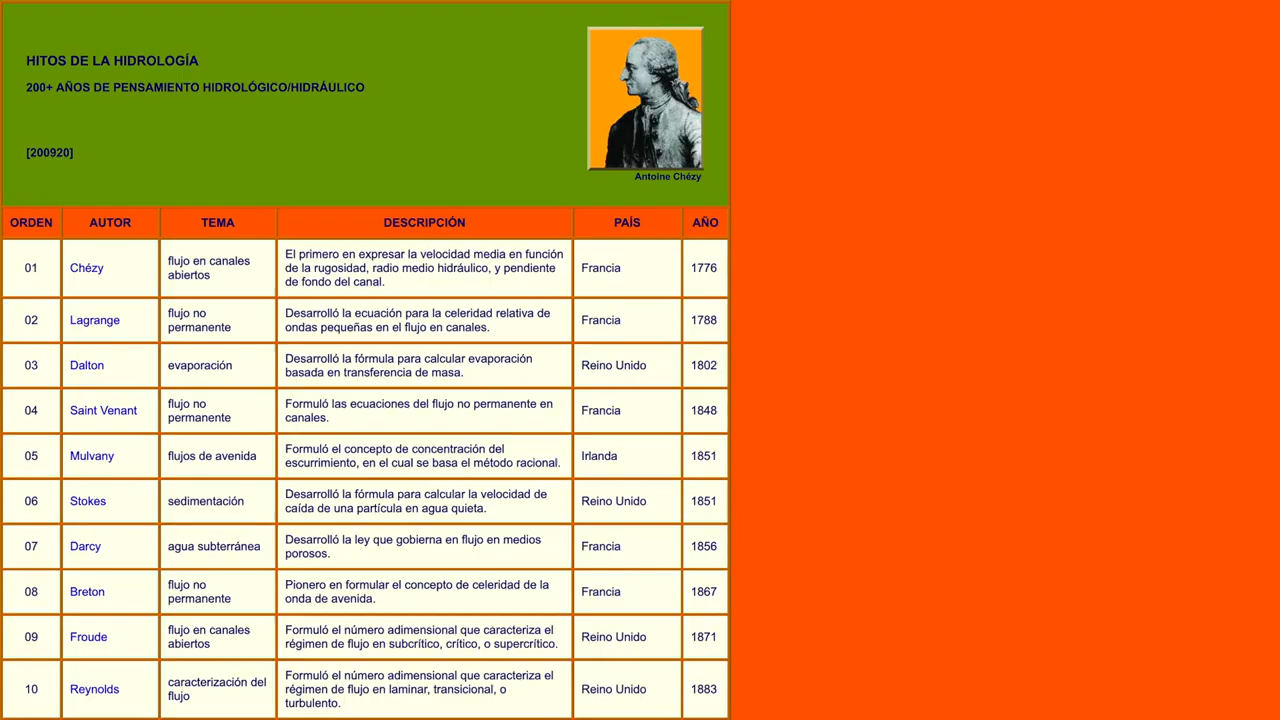 HITOS DE LA HIDROLOGÍA
200+ AÑOS DE PENSAMIENTO HIDROLÓGICO/HIDRÁULICO
[200920]
Antoine Chézy
ORDEN AUTOR TEMA DESCRIPCIÓN PAÍS AÑO
01 Chézy flujo en canales abiertos El primero en expresar la velocidad media en función de la rugosidad, radio medio hidráulico, y pendiente de fondo del canal. Francia 1776
02 Lagrange flujo no permanente Desarrolló la ecuación para la celeridad relativa de ondas pequeñas en el flujo en canales. Francia 1788
03 Dalton evaporación Desarrolló la fórmula para calcular evaporación basada en transferencia de masa. Reino Unido 1802
04 Saint Venant flujo no permanente Formuló las ecuaciones del flujo no permanente en canales. Francia 1848
05 Mulvany flujos de avenida Formuló el concepto de concentración del escurrimiento, en el cual se basa el método racional. Irlanda 1851
06 Stokes sedimentación Desarrolló la fórmula para calcular la velocidad de caída de una partícula en agua quieta. Reino Unido 1851
07 Darcy agua subterránea Desarrolló la ley que gobierna en flujo en medios porosos. Francia 1856
08 Breton flujo no permanente Pionero en formular el concepto de celeridad de la onda de avenida. Francia 1867
09 Froude flujo en canales abiertos Formuló el número adimensional que caracteriza el régimen de flujo en subcrítico, crítico, o supercrítico. Reino Unido 1871
10 Reynolds caracterización del flujo Formuló el número adimensional que caracteriza el régimen de flujo en laminar, transicional, o turbulento. Reino Unido 1883